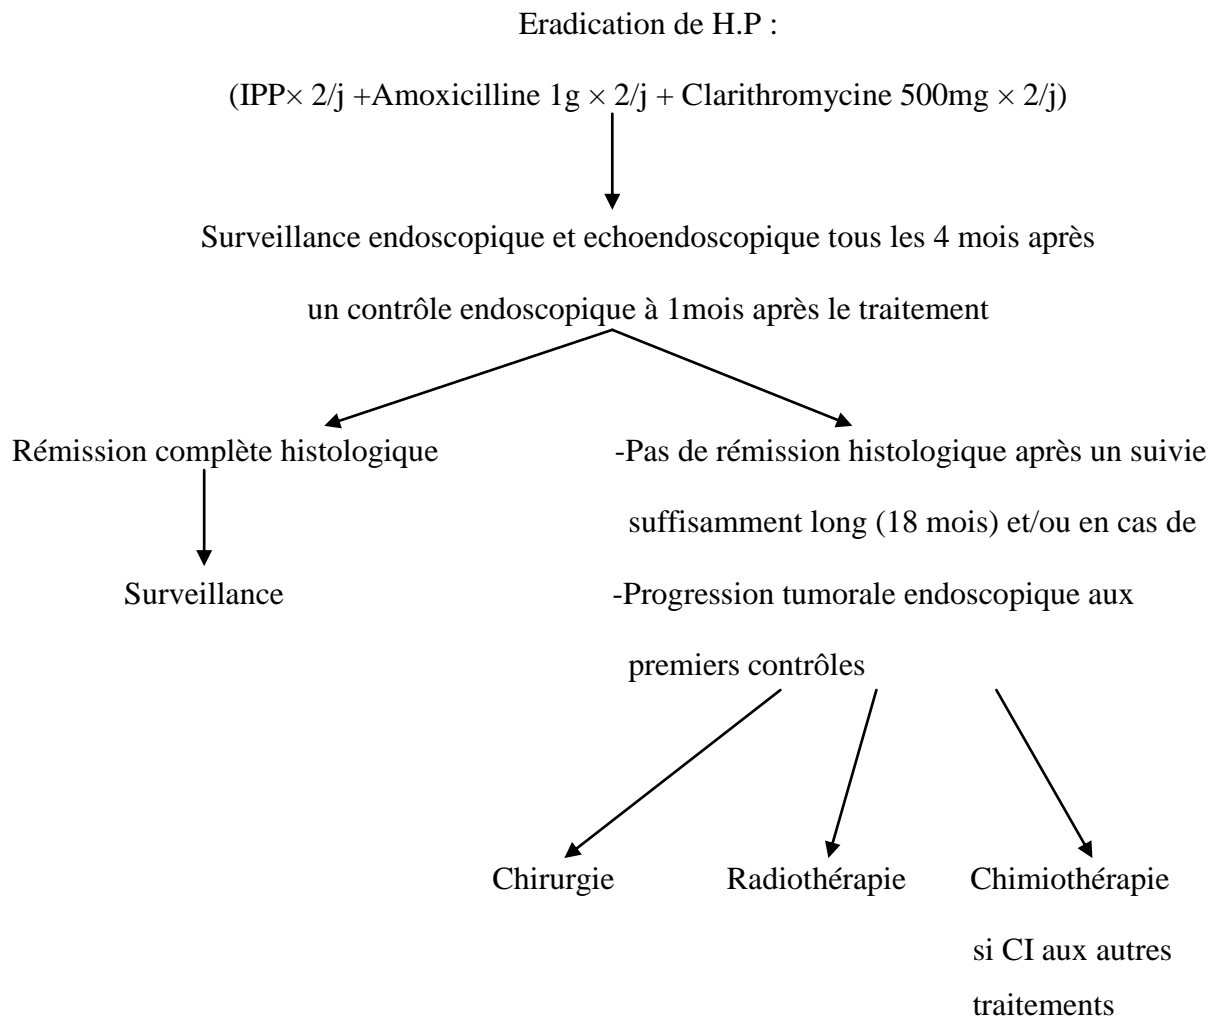 Eradication de H.P :
(IPP× 2/j +Amoxicilline 1g × 2/j + Clarithromycine 500mg × 2/j)
Surveillance endoscopique et echoendoscopique tous les 4 mois après
un contrôle endoscopique à 1mois après le traitement
Rémission complète histologique
Surveillance
-Pas de rémission histologique après un suivie
suffisamment long (18 mois) et/ou en cas de
-Progression tumorale endoscopique aux
premiers contrôles
Chirurgie
Radiothérapie
Chimiothérapie
si CI aux autres
traitements